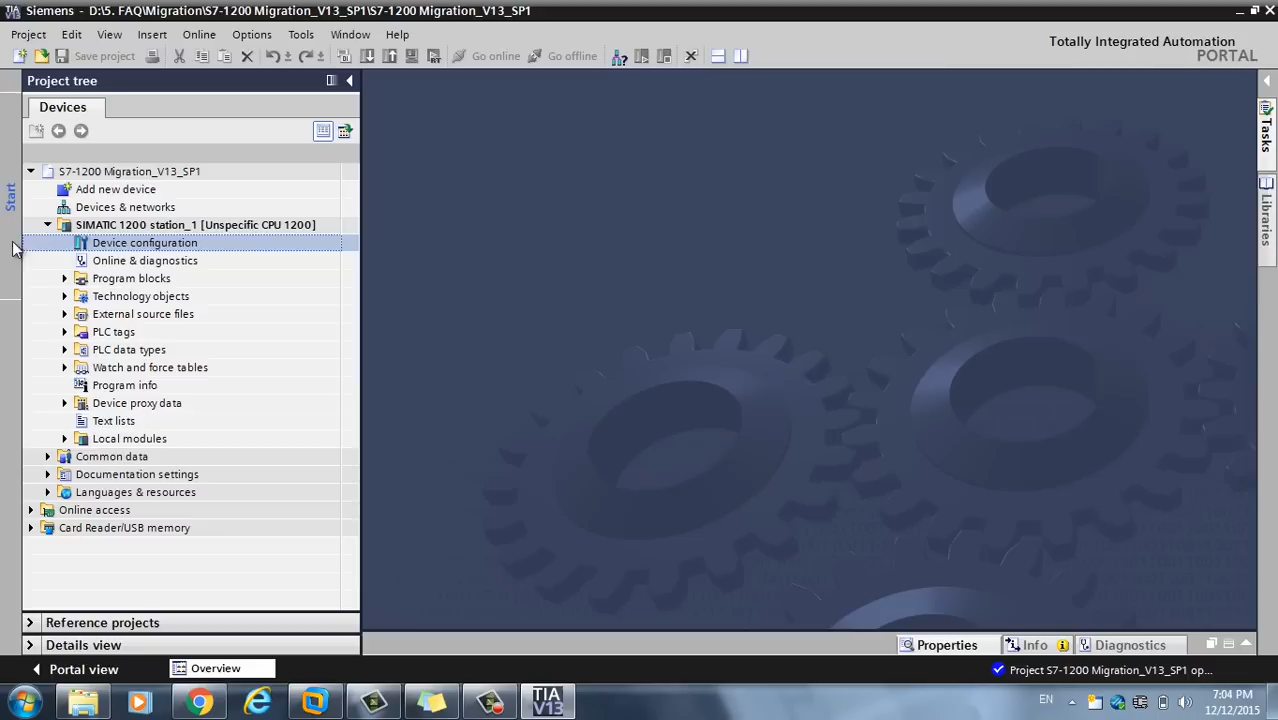 Siemens - D:\5. FAQ\Migration\S7-1200 Migration_V13_SP1\S7-1200 Migration_V13_SP1
Project Edit View Insert Online Options Tools Window Help
Totally Integrated Automation
PORTAL
Save project
Go online
Go offline
Project tree
Devices
Start
S7-1200 Migration_V13_SP1
Add new device
Devices & networks
SIMATIC 1200 station_1 [Unspecific CPU 1200]
Device configuration
Online & diagnostics
Program blocks
Technology objects
External source files
PLC tags
PLC data types
Watch and force tables
Program info
Device proxy data
Text lists
Local modules
Common data
Documentation settings
Languages & resources
Online access
Card Reader/USB memory
Reference projects
Details view
Tasks
Libraries
Properties
Info
Diagnostics
Portal view
Overview
Project S7-1200 Migration_V13_SP1 op...
TIA
V13
EN
7:04 PM
12/12/2015